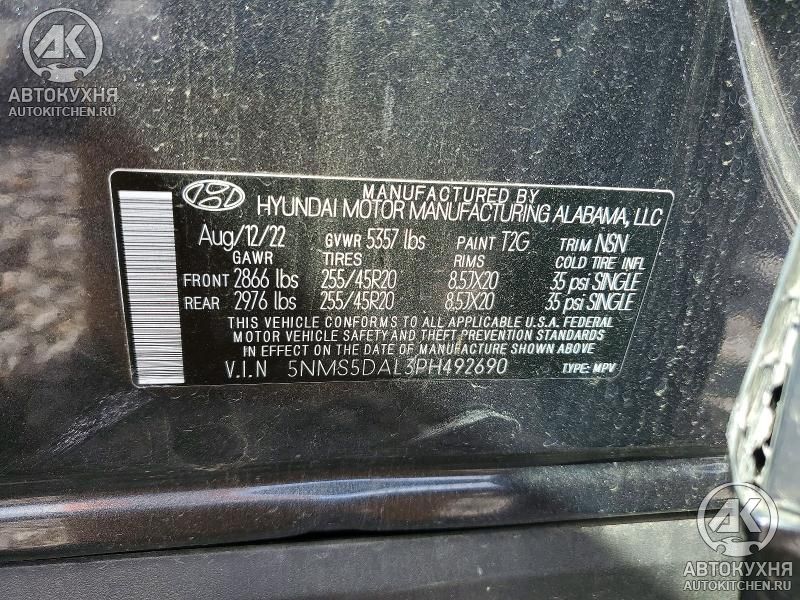 АК
АВТОКУХНЯ
AUTOKITCHEN.RU
MANUFACTURED BY
HYUNDAI MOTOR MANUFACTURING ALABAMA, LLC
Aug/12/22 GVWR 5357 lbs PAINT T2G TRIM NSN
GAWR TIRES RIMS COLD TIRE INFL
FRONT 2866 lbs 255/45R20 8.5JX20 35 psi SINGLE
REAR 2976 lbs 255/45R20 8.5JX20 35 psi SINGLE
THIS VEHICLE CONFORMS TO ALL APPLICABLE U.S.A. FEDERAL
MOTOR VEHICLE SAFETY AND THEFT PREVENTION STANDARDS
IN EFFECT ON THE DATE OF MANUFACTURE SHOWN ABOVE
V.I.N 5NMS5DAL3PH492690 TYPE: MPV
АК
АВТОКУХНЯ
AUTOKITCHEN.RU